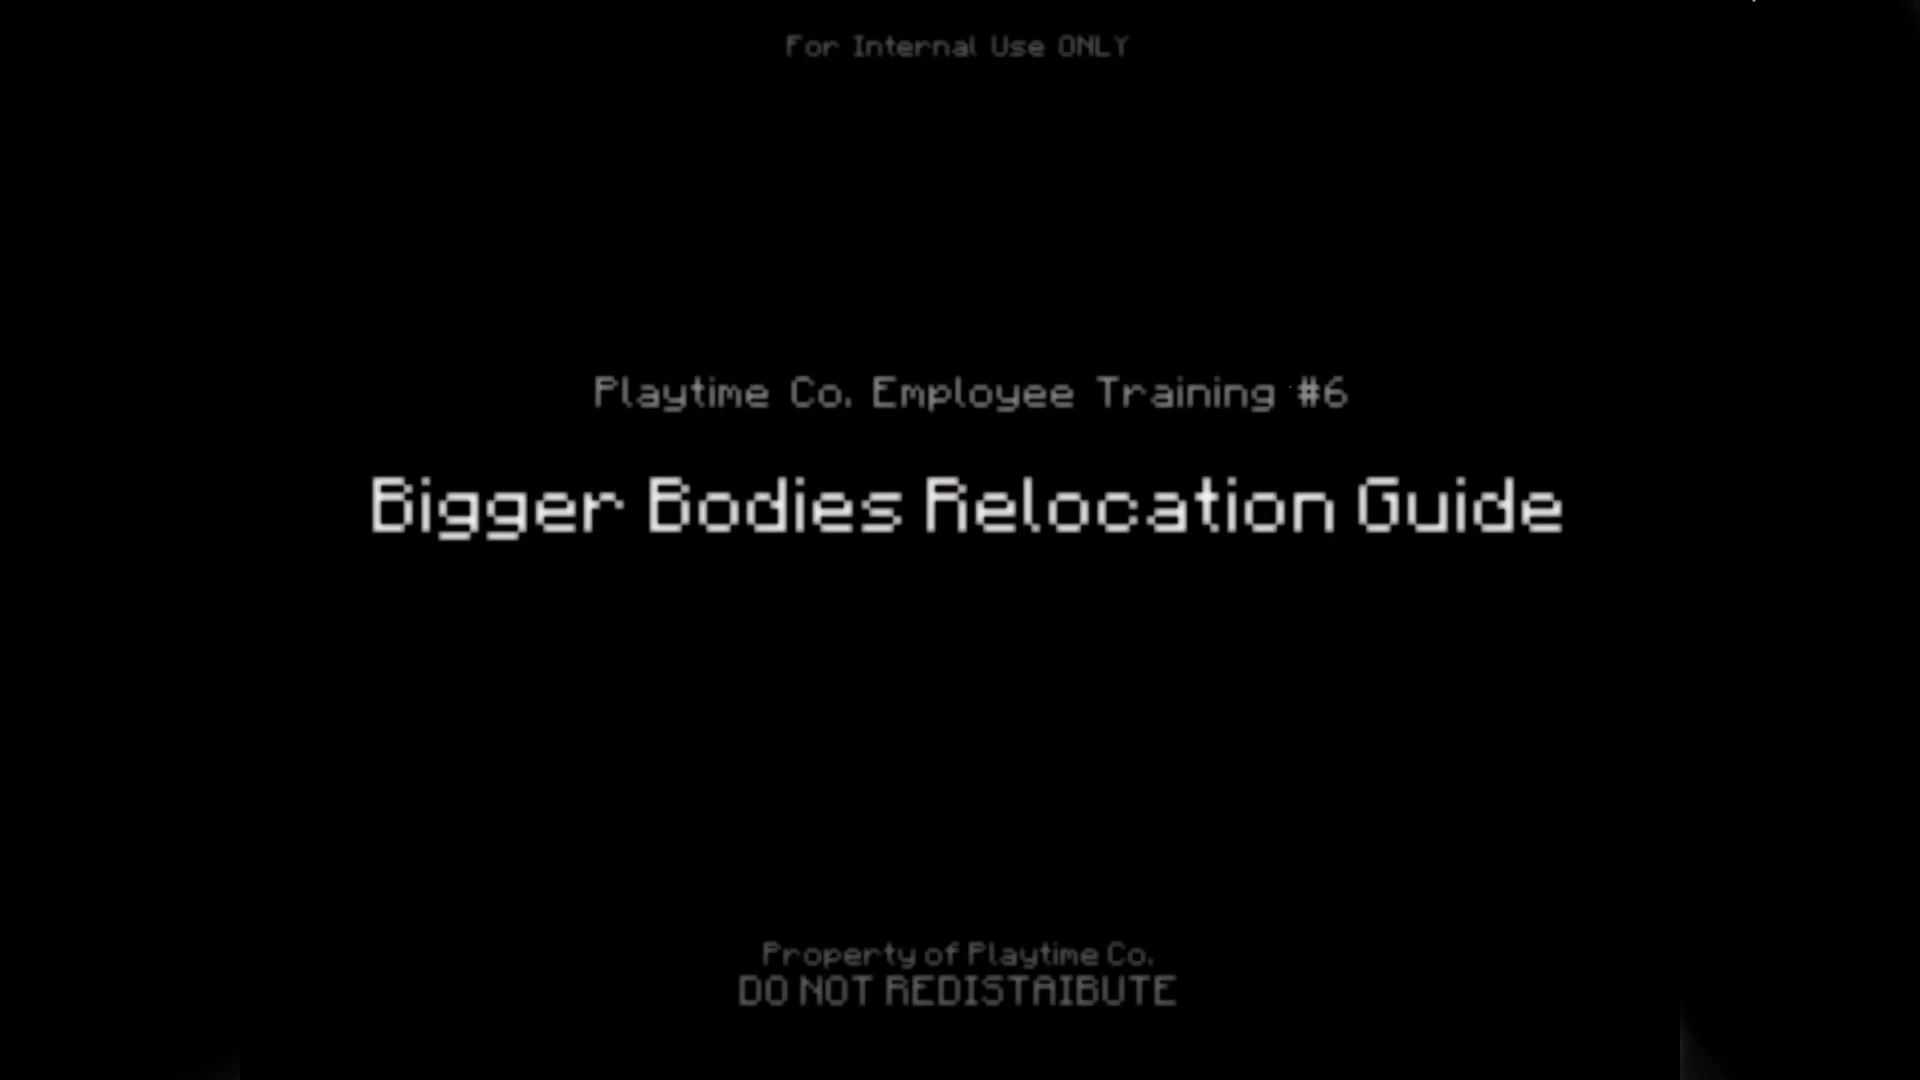 For Internal Use ONLY
Playtime Co. Employee Training #6
Bigger Bodies Relocation Guide
Property of Playtime Co.
DO NOT REDISTRIBUTE